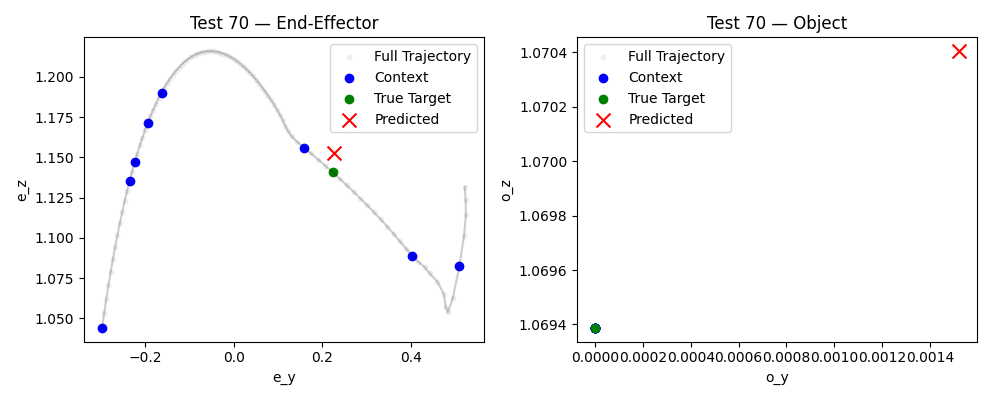 Test 70 — End-Effector
Full Trajectory
Context
True Target
Predicted
1.200
1.175
1.150
1.125
1.100
1.075
1.050
e_z
−0.2
0.0
0.2
0.4
e_y
Test 70 — Object
Full Trajectory
Context
True Target
Predicted
1.0704
1.0702
1.0700
1.0698
1.0696
1.0694
o_z
0.0000
0.0002
0.0004
0.0006
0.0008
0.0010
0.0012
0.0014
o_y